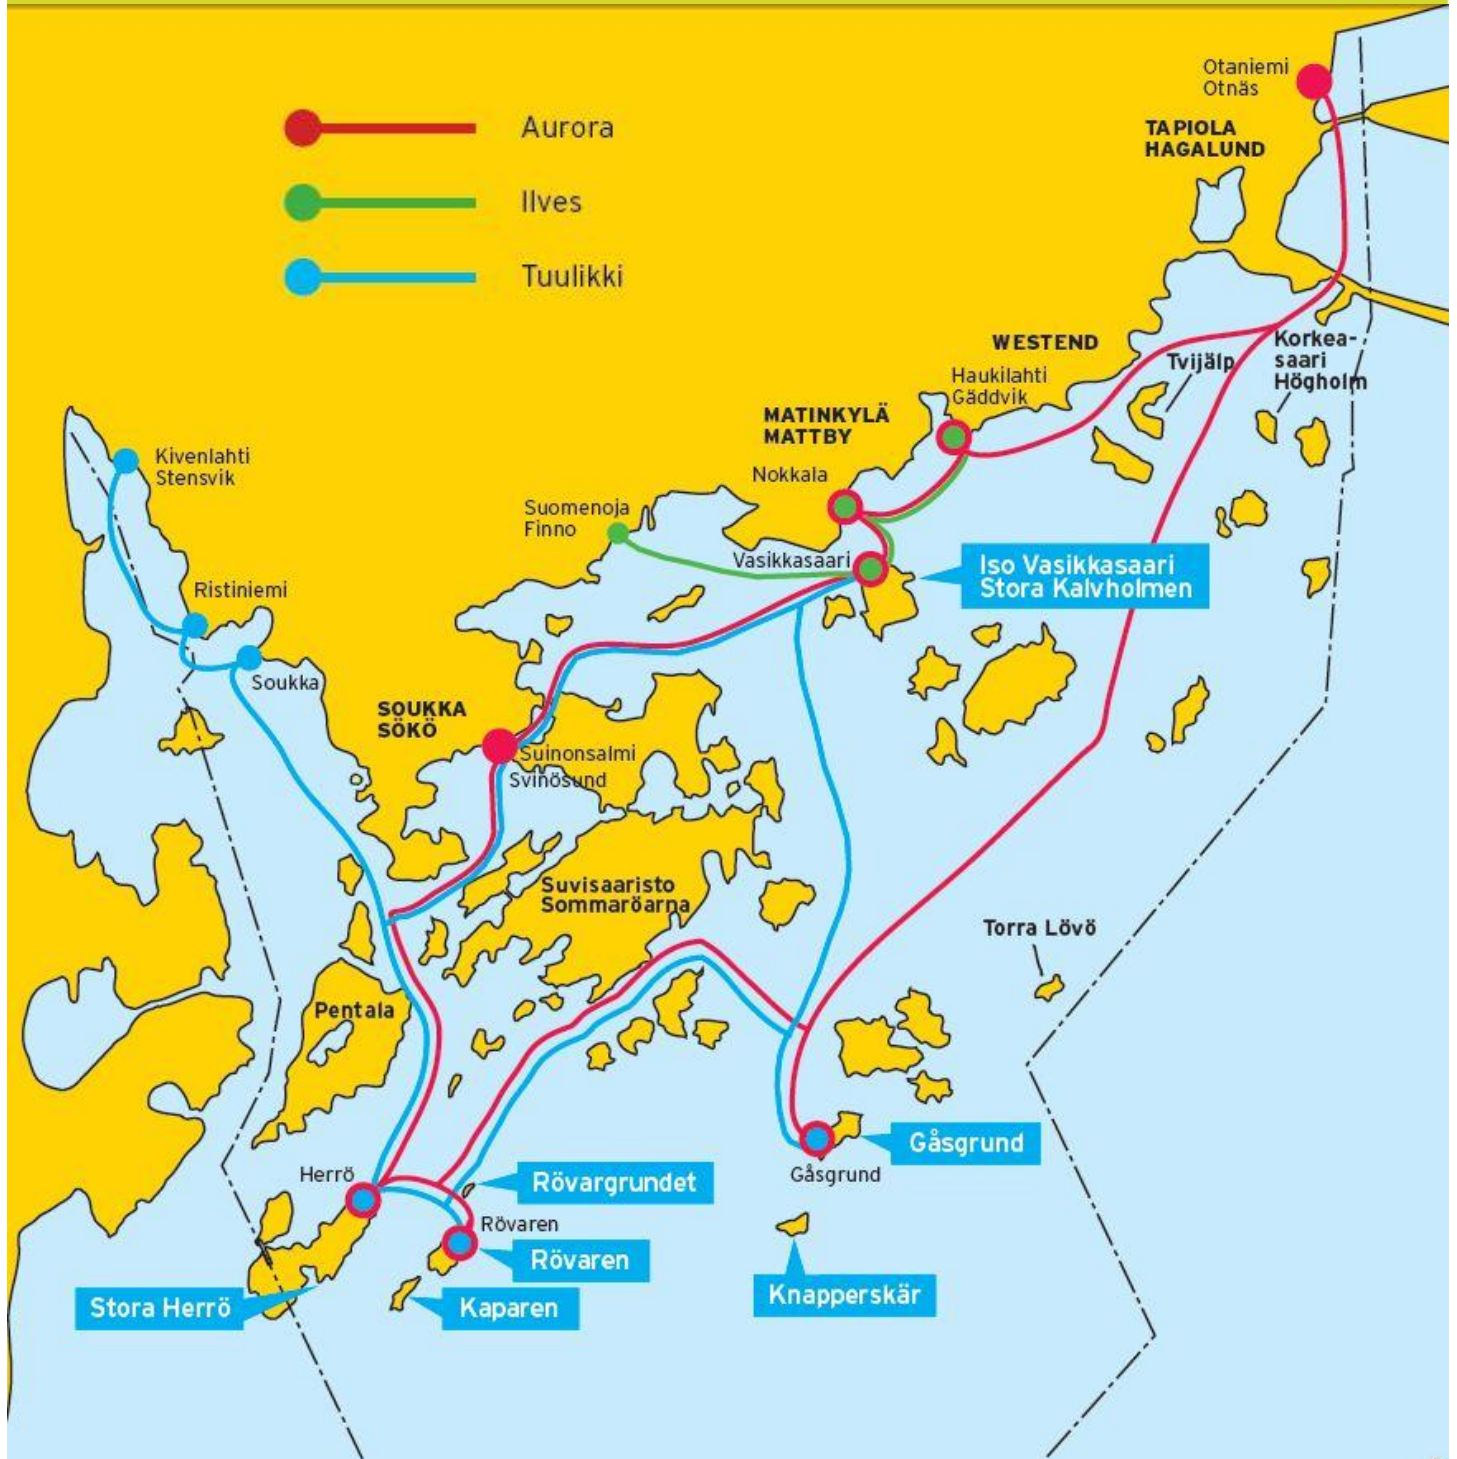 Otaniemi
Otnäs
Aurora
TAPIOLA
HAGALUND
Ilves
Tuulikki
WESTEND
Korkea-
saari
Högholm
Tvijälp
Haukilahti
Gäddvik
MATINKYLÄ
MATTBY
Kivenlahti
Stensvik
Nokkala
Suomenoja
Finno
Vasikkasaari
Iso Vasikkasaari
Stora Kalvholmen
Ristiniemi
Soukka
SOUKKA
SÖKÖ
Suinonsalmi
Svinösund
Suvisaaristo
Sommaröarna
Torra Lövö
Pentala
Gåsgrund
Herrö
Rövargrundet
Gåsgrund
Rövaren
Rövaren
Stora Herrö
Kaparen
Knapperskär